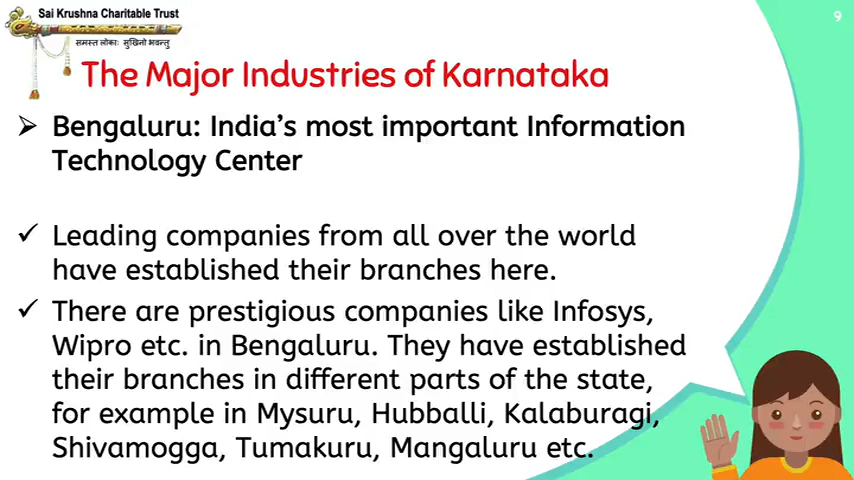 Sai Krushna Charitable Trust
9
समस्त लोकाः सुखिनो भवन्तु
The Major Industries of Karnataka
➢ Bengaluru: India's most important Information
Technology Center
✓ Leading companies from all over the world
have established their branches here.
✓ There are prestigious companies like Infosys,
Wipro etc. in Bengaluru. They have established
their branches in different parts of the state,
for example in Mysuru, Hubballi, Kalaburagi,
Shivamogga, Tumakuru, Mangaluru etc.